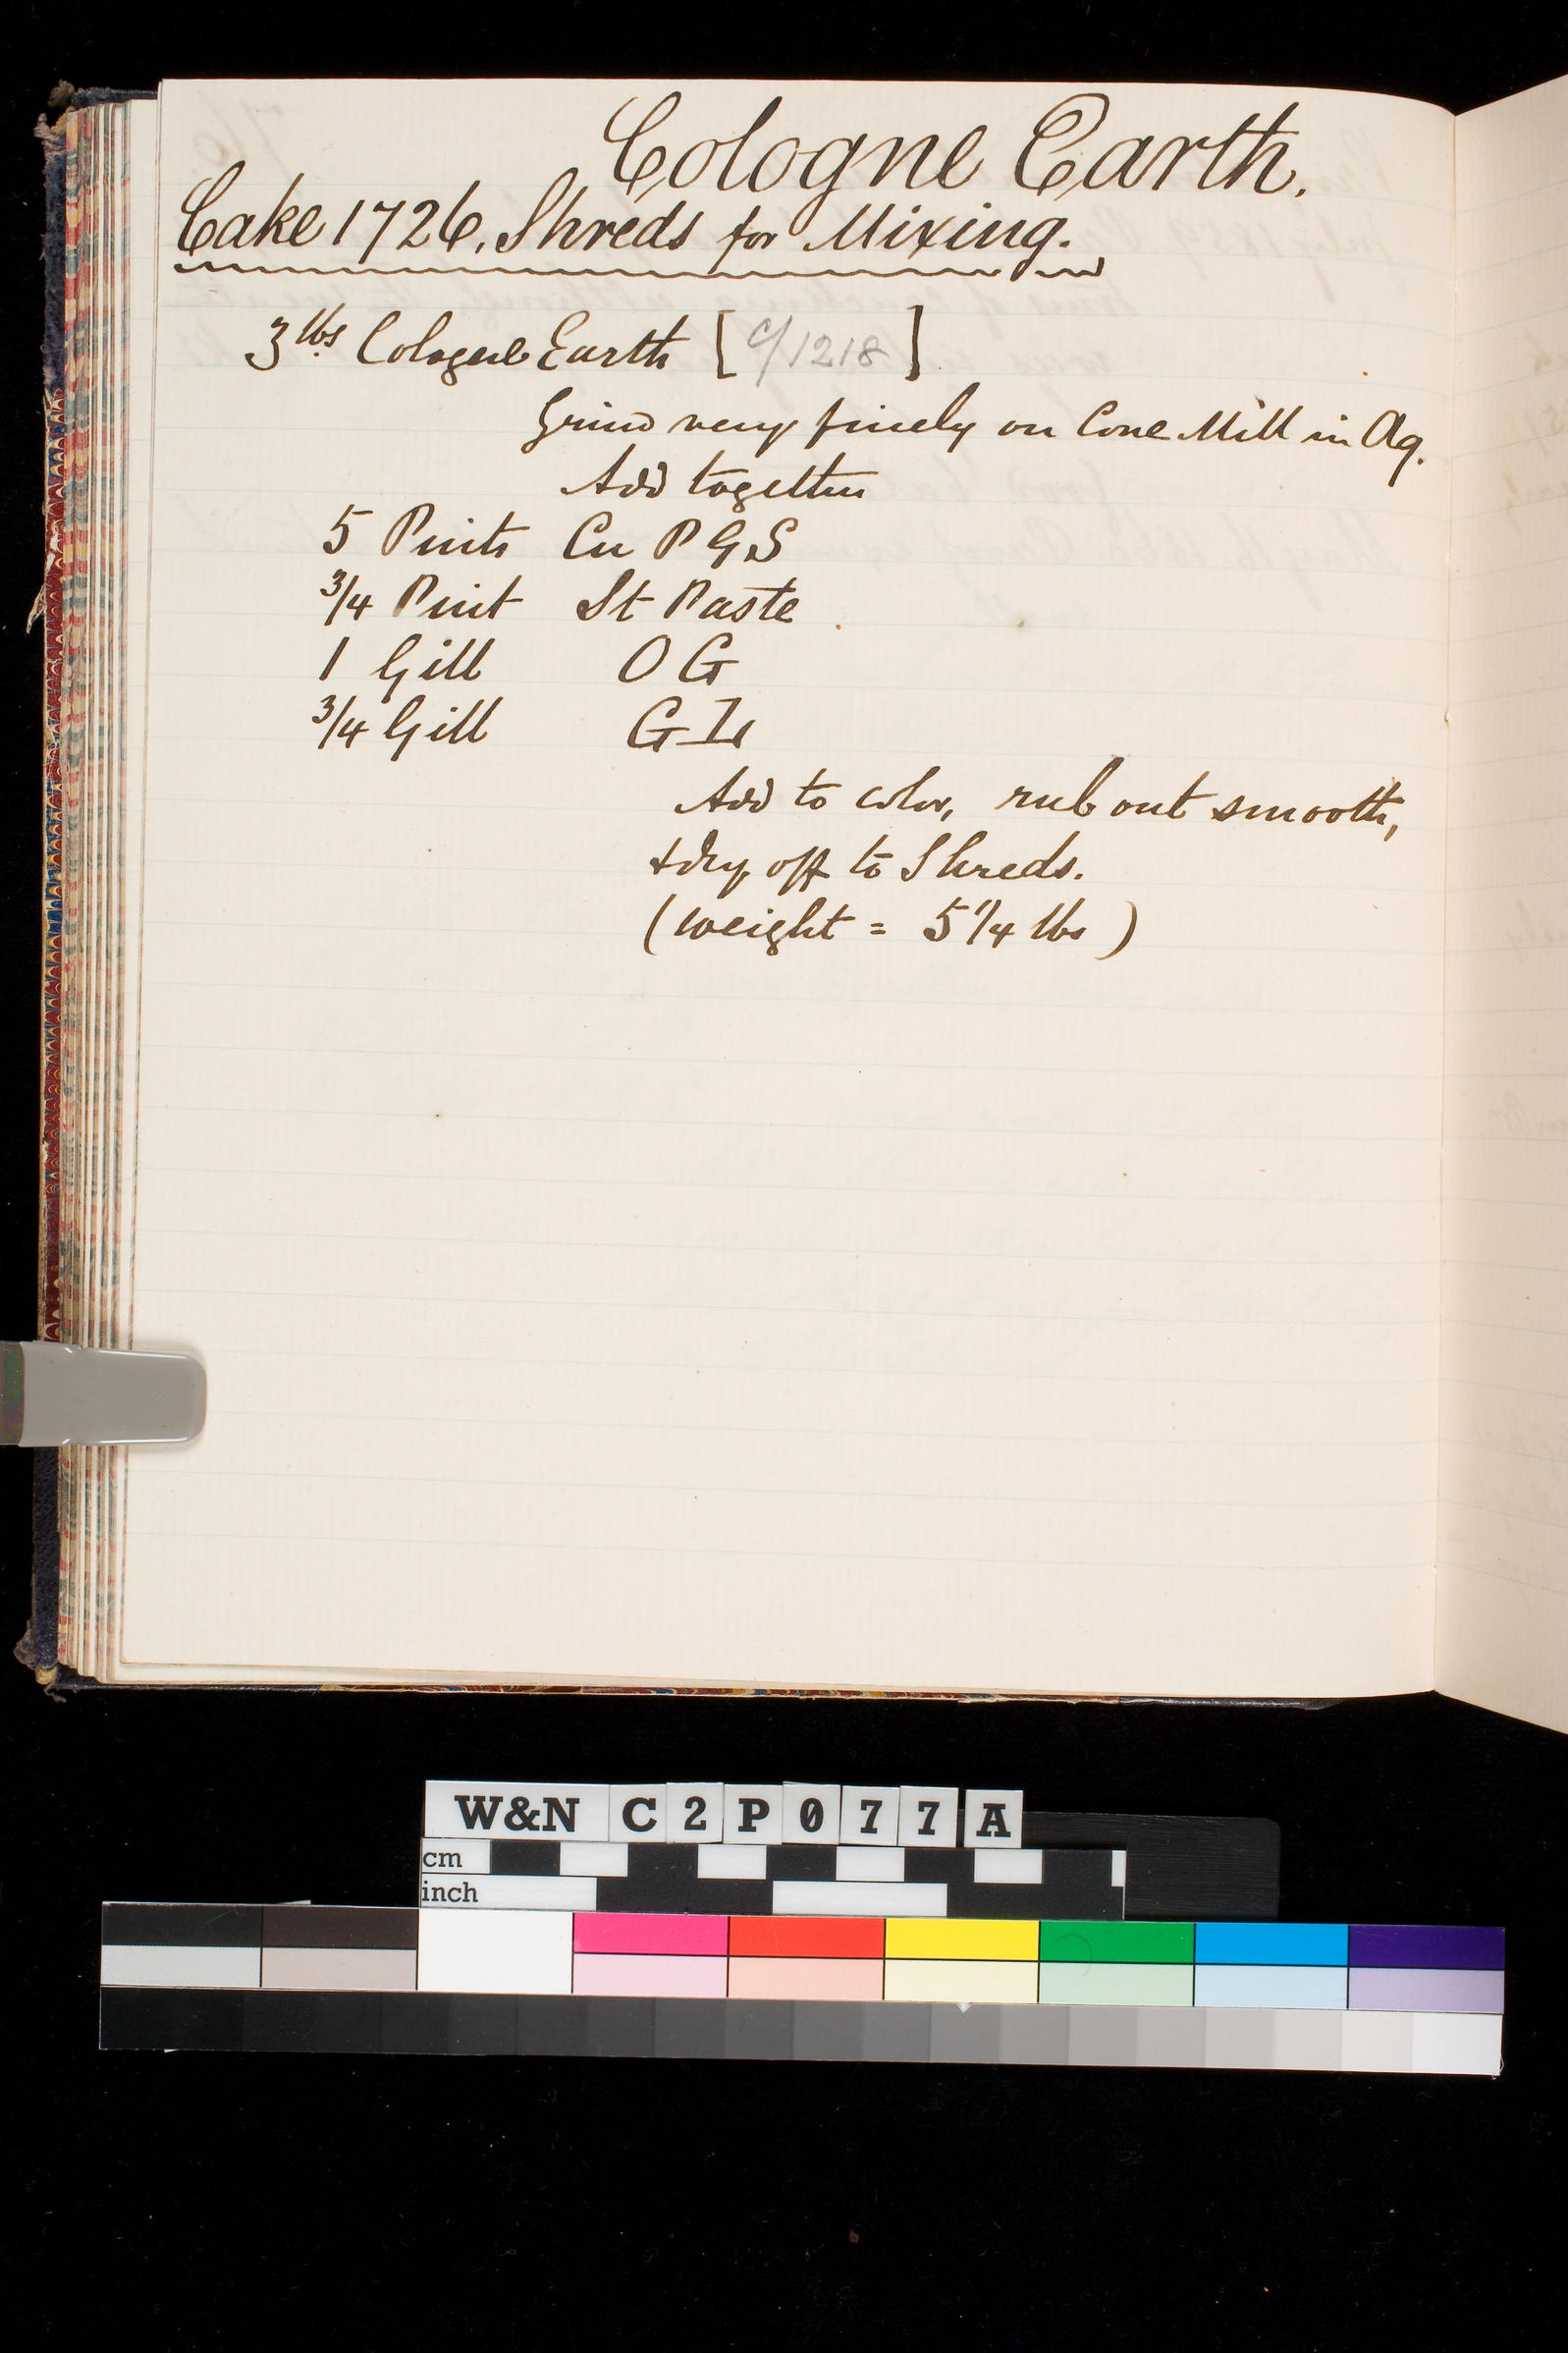 Cologne Earth.
Cake 1726. Shreds for Mixing.
3 lbs. Cologne Earth [ C/1218 ]
Grind very finely on Cone Mill in Aq.
Add together
5 Pints Cu P G S
3/4 Pint St Paste
1 Gill O G
3/4 Gill G L
Add to color, rub out smooth,
+ dry off to Shreds.
(weight = 5 1/4 lbs )
W&N C2P077A
cm
inch